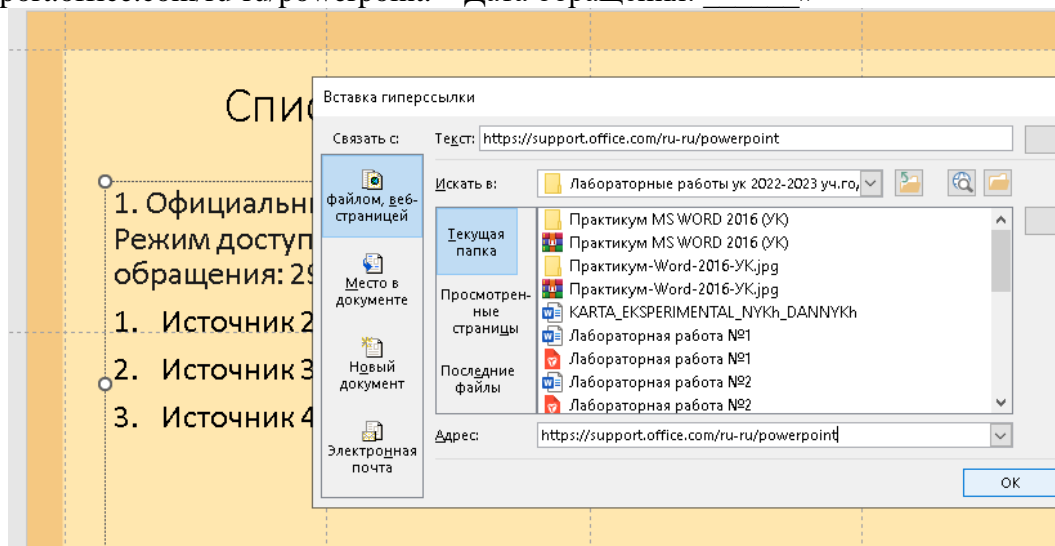 Спис
1. Официальн
Режим доступ
обращения: 29
1. Источник 2
2. Источник 3
3. Источник 4
Вставка гиперссылки
Связать с:
Текст: https://support.office.com/ru-ru/powerpoint
файлом, веб-
страницей
Место в
документе
Новый
документ
Электронная
почта
Искать в:
Лабораторные работы ук 2022-2023 уч.го
Текущая
папка
Просмотрен-
ные
страницы
Последние
файлы
Практикум MS WORD 2016 (УК)
Практикум MS WORD 2016 (УК)
Практикум-Word-2016-УК.jpg
Практикум-Word-2016-УК.jpg
KARTA_EKSPERIMENTAL_NYKh_DANNYKh
Лабораторная работа №1
Лабораторная работа №1
Лабораторная работа №2
Лабораторная работа №2
Адрес:
https://support.office.com/ru-ru/powerpoint
ОК